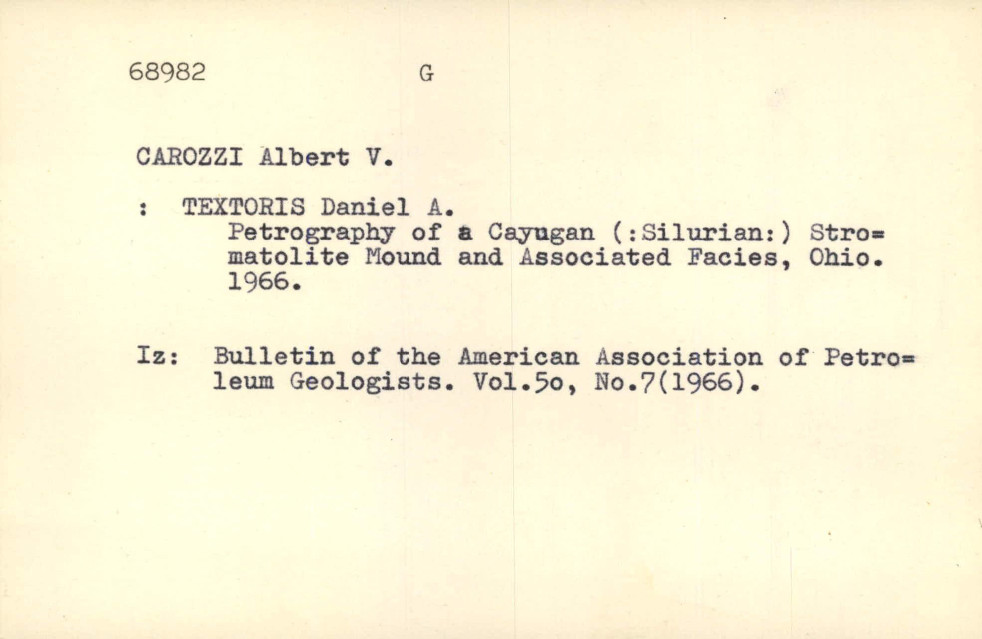 68982 G
CAROZZI Albert V.
: TEXTORIS Daniel A.
Petrography of a Cayugan (:Silurian:) Stro=
matolite Mound and Associated Facies, Ohio.
1966.
Iz: Bulletin of the American Association of Petro=
leum Geologists. Vol.5o, No.7(1966).